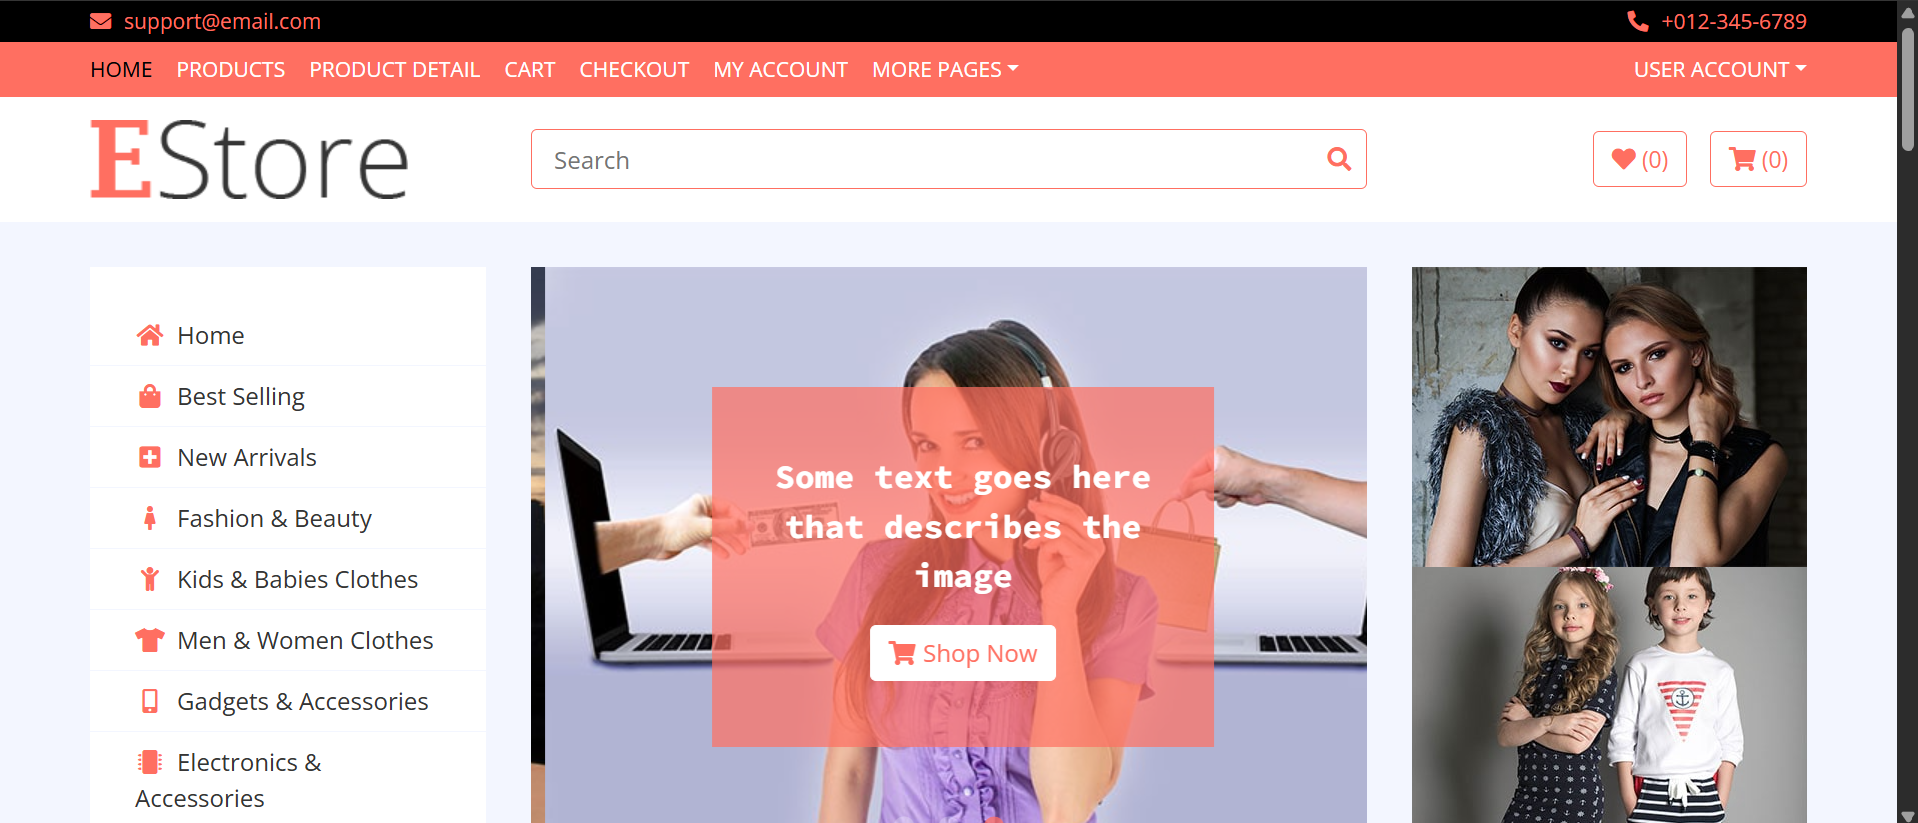 support@email.com
+012-345-6789
HOME PRODUCTS PRODUCT DETAIL CART CHECKOUT MY ACCOUNT MORE PAGES USER ACCOUNT
EStore
Search
(0)
(0)
Home
Best Selling
New Arrivals
Fashion & Beauty
Kids & Babies Clothes
Men & Women Clothes
Gadgets & Accessories
Electronics &
Accessories
Some text goes here
that describes the
image
Shop Now